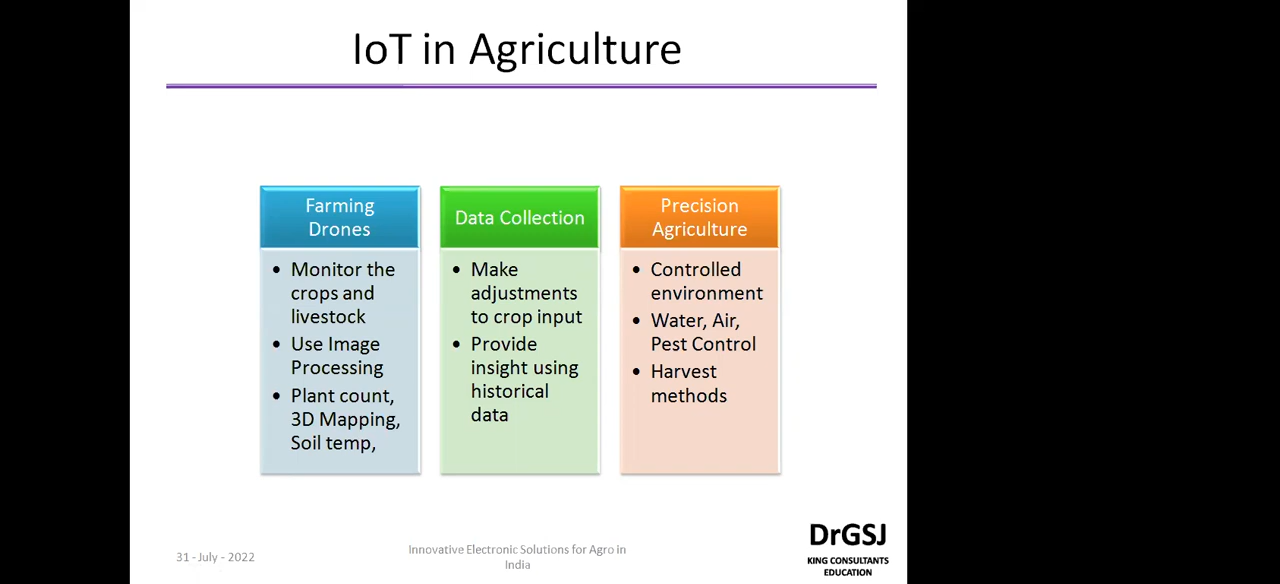 IoT in Agriculture
Farming
Drones
• Monitor the
crops and
livestock
• Use Image
Processing
• Plant count,
3D Mapping,
Soil temp,
Data Collection
• Make
adjustments
to crop input
• Provide
insight using
historical
data
Precision
Agriculture
• Controlled
environment
• Water, Air,
Pest Control
• Harvest
methods
31 - July - 2022
Innovative Electronic Solutions for Agro in
India
DrGSJ
KING CONSULTANTS
EDUCATION